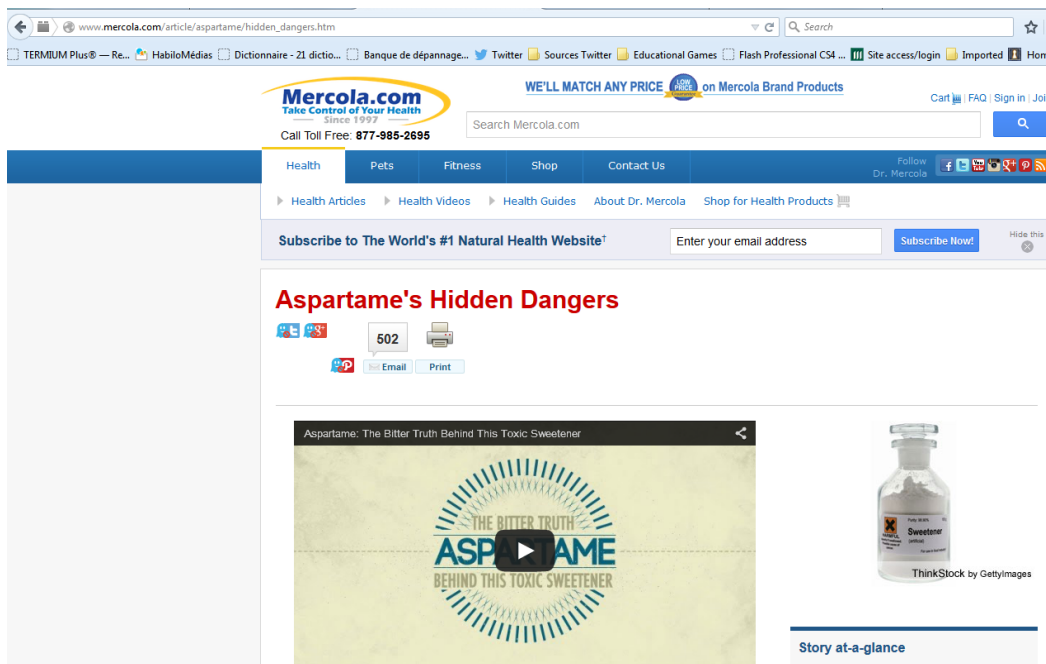 www.mercola.com/article/aspartame/hidden_dangers.htm
Search
TERMIUM Plus® — Re... HabiloMédias Dictionnaire - 21 dictio... Banque de dépannage... Twitter Sources Twitter Educational Games Flash Professional CS4 ... Site access/login Imported Hom
Mercola.com
Take Control of Your Health
Since 1997
Call Toll Free: 877-985-2695
WE'LL MATCH ANY PRICE LOW PRICE on Mercola Brand Products
Cart | FAQ | Sign in | Joi
Search Mercola.com
Health Pets Fitness Shop Contact Us
Follow
Dr. Mercola
Health Articles Health Videos Health Guides About Dr. Mercola Shop for Health Products
Subscribe to The World's #1 Natural Health Website†
Enter your email address
Subscribe Now!
Hide this
Aspartame's Hidden Dangers
502
Email Print
Aspartame: The Bitter Truth Behind This Toxic Sweetener
THE BITTER TRUTH
ASPARTAME
BEHIND THIS TOXIC SWEETENER
Sweetener
ThinkStock by GettyImages
Story at-a-glance